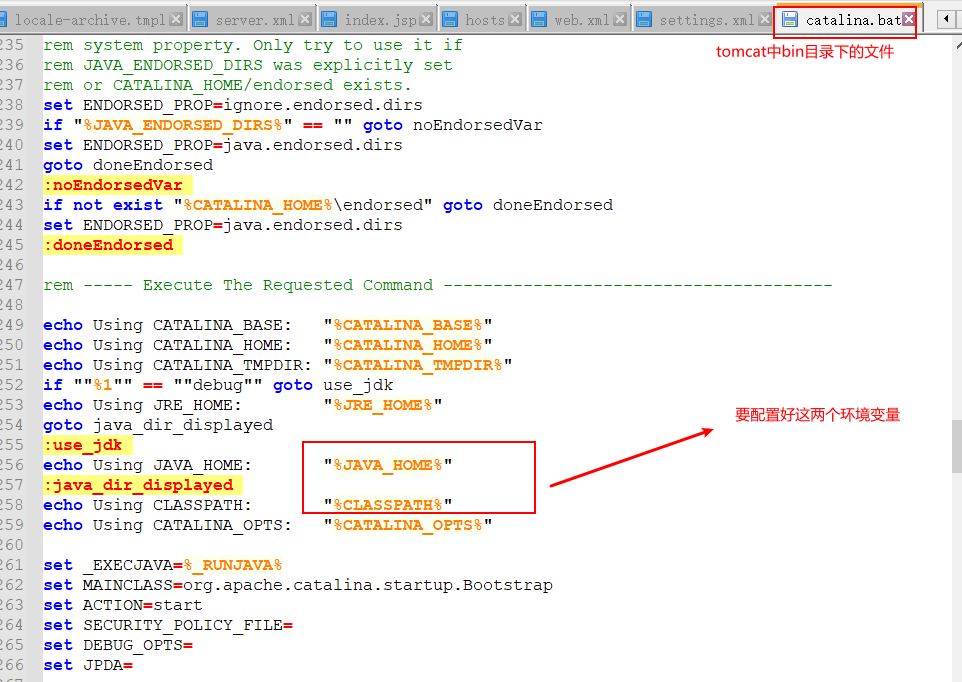 locale-archive.tmpl server.xml index.jsp hosts web.xml settings.xml catalina.bat
tomcat中bin目录下的文件
235 rem system property. Only try to use it if
236 rem JAVA_ENDORSED_DIRS was explicitly set
237 rem or CATALINA_HOME/endorsed exists.
238 set ENDORSED_PROP=ignore.endorsed.dirs
239 if "%JAVA_ENDORSED_DIRS%" == "" goto noEndorsedVar
240 set ENDORSED_PROP=java.endorsed.dirs
241 goto doneEndorsed
242 :noEndorsedVar
243 if not exist "%CATALINA_HOME%\endorsed" goto doneEndorsed
244 set ENDORSED_PROP=java.endorsed.dirs
245 :doneEndorsed
246
247 rem ----- Execute The Requested Command ---------------------------------------
248
249 echo Using CATALINA_BASE:   "%CATALINA_BASE%"
250 echo Using CATALINA_HOME:   "%CATALINA_HOME%"
251 echo Using CATALINA_TMPDIR: "%CATALINA_TMPDIR%"
252 if ""%1"" == ""debug"" goto use_jdk
253 echo Using JRE_HOME:        "%JRE_HOME%"
要配置好这两个环境变量
254 goto java_dir_displayed
255 :use_jdk
256 echo Using JAVA_HOME:       "%JAVA_HOME%"
257 :java_dir_displayed
258 echo Using CLASSPATH:       "%CLASSPATH%"
259 echo Using CATALINA_OPTS:   "%CATALINA_OPTS%"
260
261 set _EXECJAVA=%_RUNJAVA%
262 set MAINCLASS=org.apache.catalina.startup.Bootstrap
263 set ACTION=start
264 set SECURITY_POLICY_FILE=
265 set DEBUG_OPTS=
266 set JPDA=